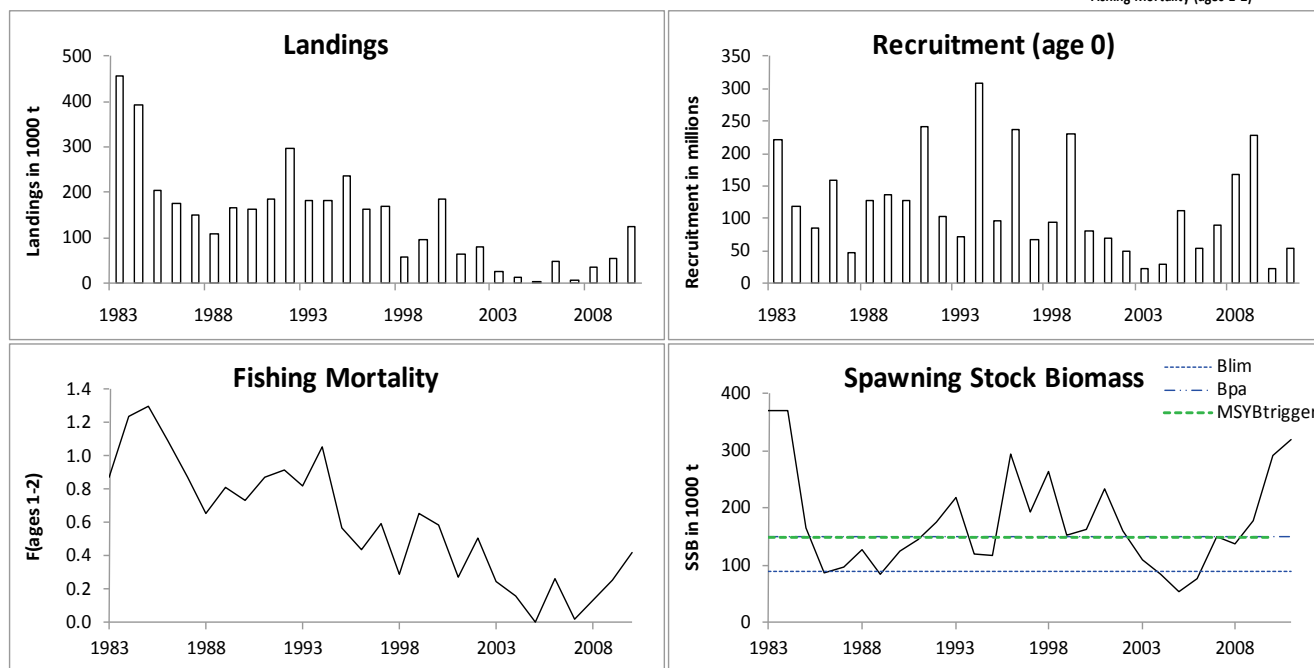 Landings
Landings in 1000 t
500
400
300
200
100
0
1983 1988 1993 1998 2003 2008
Recruitment (age 0)
Recruitment in millions
350
300
250
200
150
100
50
0
1983 1988 1993 1998 2003 2008
Fishing Mortality
F(ages 1-2)
1.4
1.2
1.0
0.8
0.6
0.4
0.2
0.0
1983 1988 1993 1998 2003 2008
Spawning Stock Biomass
Blim
Bpa
MSYBtrigger
SSB in 1000 t
400
300
200
100
0
1983 1988 1993 1998 2003 2008